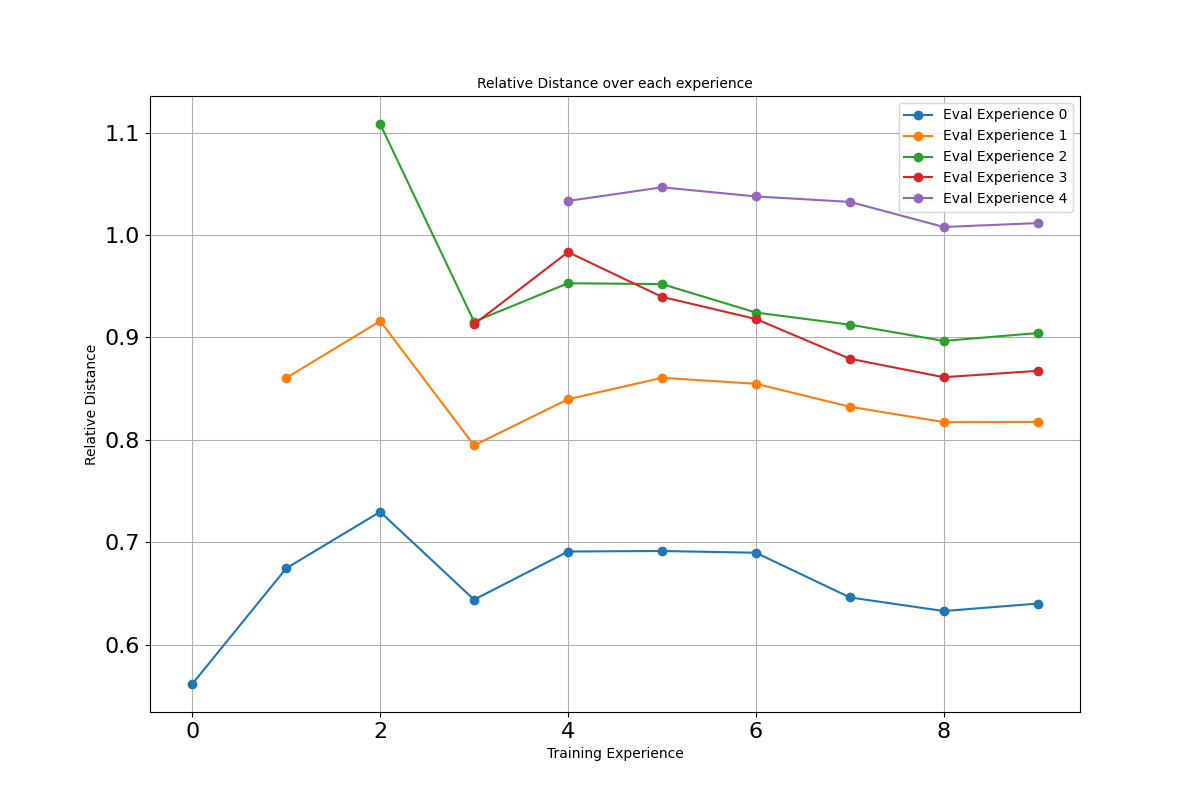 Relative Distance over each experience
Eval Experience 0
Eval Experience 1
Eval Experience 2
Eval Experience 3
Eval Experience 4
1.1
1.0
0.9
0.8
0.7
0.6
Relative Distance
0 2 4 6 8
Training Experience